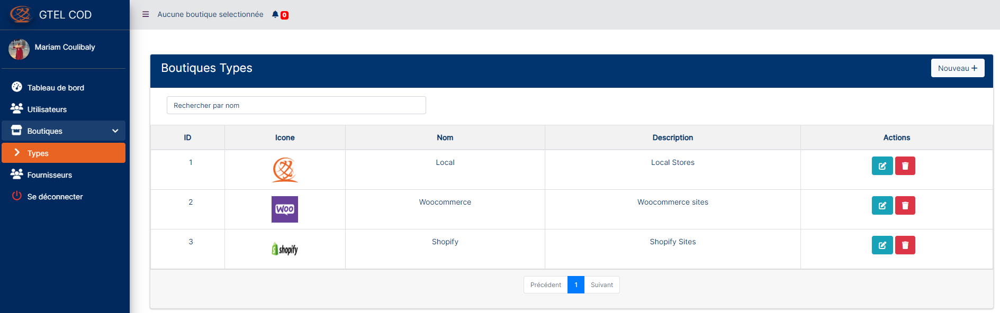 GTEL COD
Aucune boutique selectionnée 0
Mariam Coulibaly
Tableau de bord
Utilisateurs
Boutiques
Types
Fournisseurs
Se déconnecter
Boutiques Types
Nouveau +
Rechercher par nom
ID Icone Nom Description Actions
1 Local Local Stores
2 Woo Woocommerce Woocommerce sites
3 shopify Shopify Shopify Sites
Précédent 1 Suivant